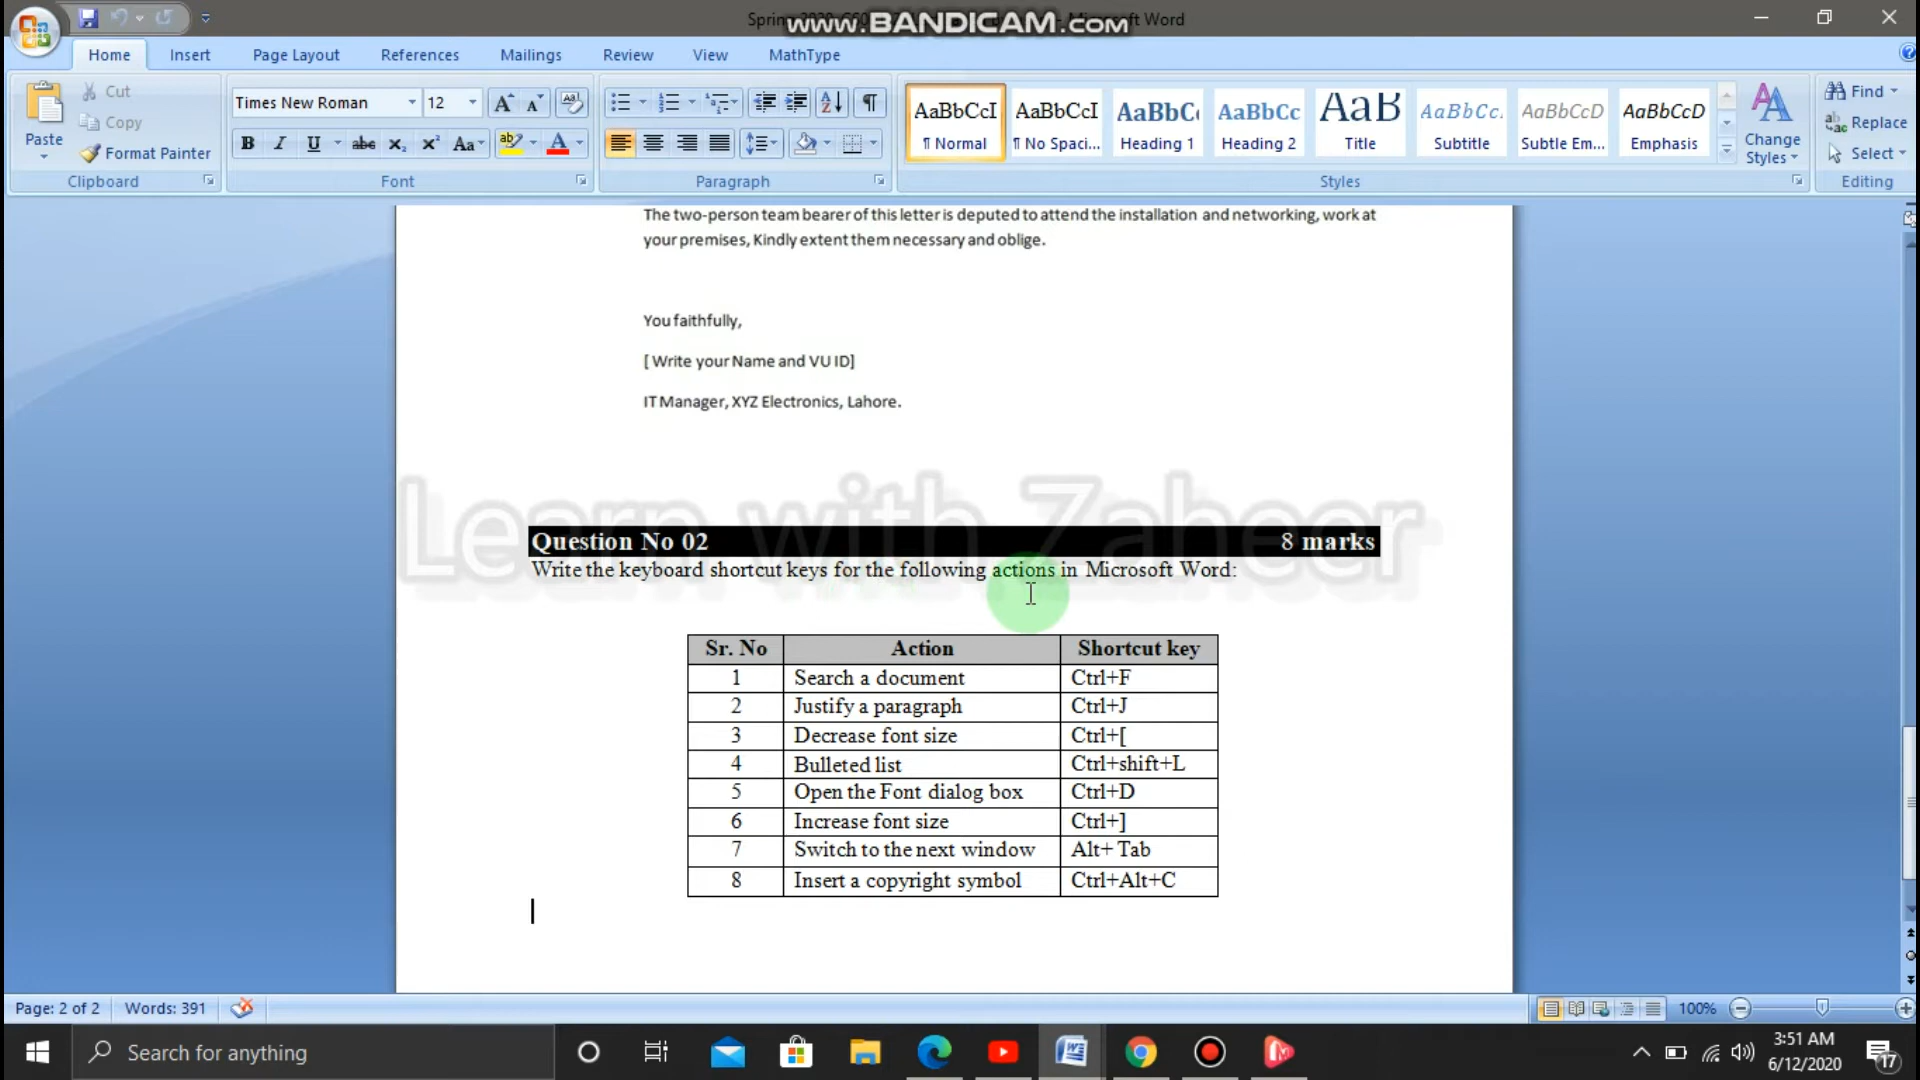 Spring 2020 - Microsoft Word
www.BANDICAM.com
Home Insert Page Layout References Mailings Review View MathType
Paste
Cut
Copy
Format Painter
Clipboard
Times New Roman 12
Font
Paragraph
AaBbCcI AaBbCcI AaBbC AaBbCc AaB AaBbCc. AaBbCcD AaBbCcD
¶ Normal ¶ No Spaci... Heading 1 Heading 2 Title Subtitle Subtle Em... Emphasis
Change
Styles
Styles
Find
Replace
Select
Editing
The two-person team bearer of this letter is deputed to attend the installation and networking, work at
your premises, Kindly extent them necessary and oblige.
You faithfully,
[ Write your Name and VU ID]
IT Manager, XYZ Electronics, Lahore.
Learn with Zaheer
Question No 02 8 marks
Write the keyboard shortcut keys for the following actions in Microsoft Word:
Sr. No Action Shortcut key
1 Search a document Ctrl+F
2 Justify a paragraph Ctrl+J
3 Decrease font size Ctrl+[
4 Bulleted list Ctrl+shift+L
5 Open the Font dialog box Ctrl+D
6 Increase font size Ctrl+]
7 Switch to the next window Alt+ Tab
8 Insert a copyright symbol Ctrl+Alt+C
Page: 2 of 2 Words: 391 100%
Search for anything
3:51 AM
6/12/2020
17